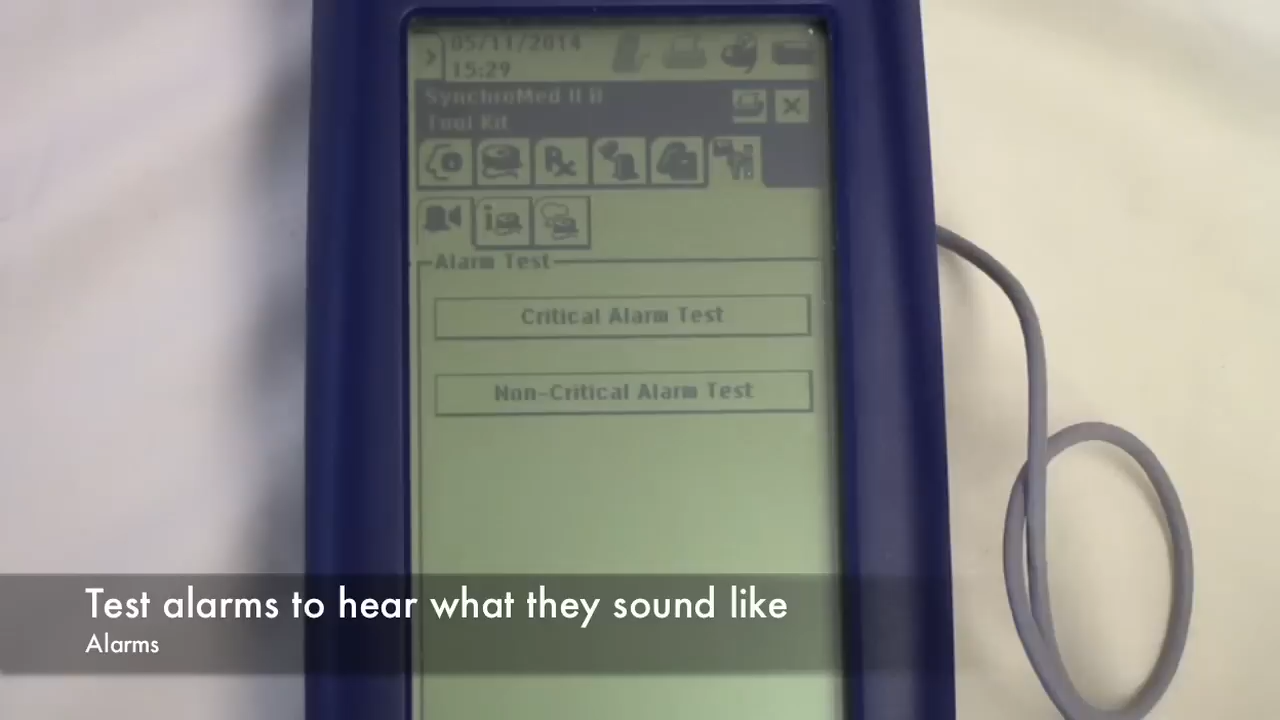 05/11/2014
15:29
SynchroMed II B
Tool Kit
Rx
i
Alarm Test
Critical Alarm Test
Non-Critical Alarm Test
Test alarms to hear what they sound like
Alarms